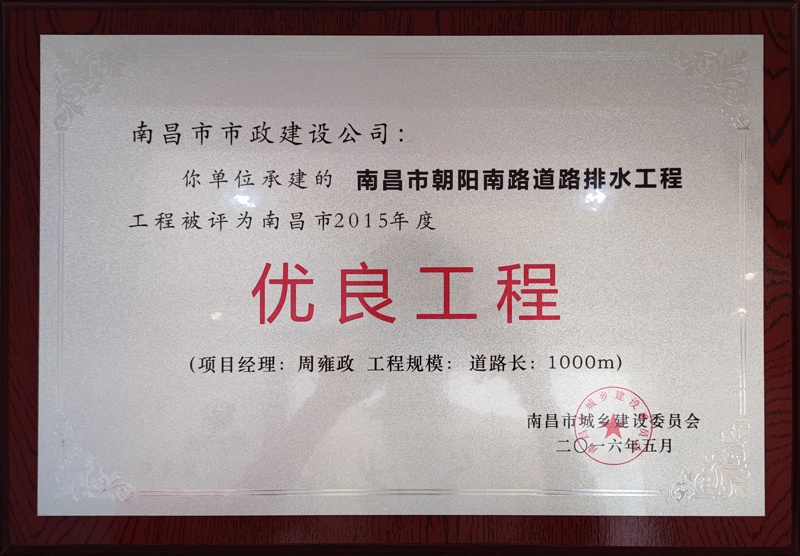 南昌市市政建设公司：
你单位承建的 南昌市朝阳南路道路排水工程
工程被评为南昌市2015年度
优良工程
(项目经理：周雍政 工程规模： 道路长：1000m)
南昌市城乡建设委员会
二〇一六年五月